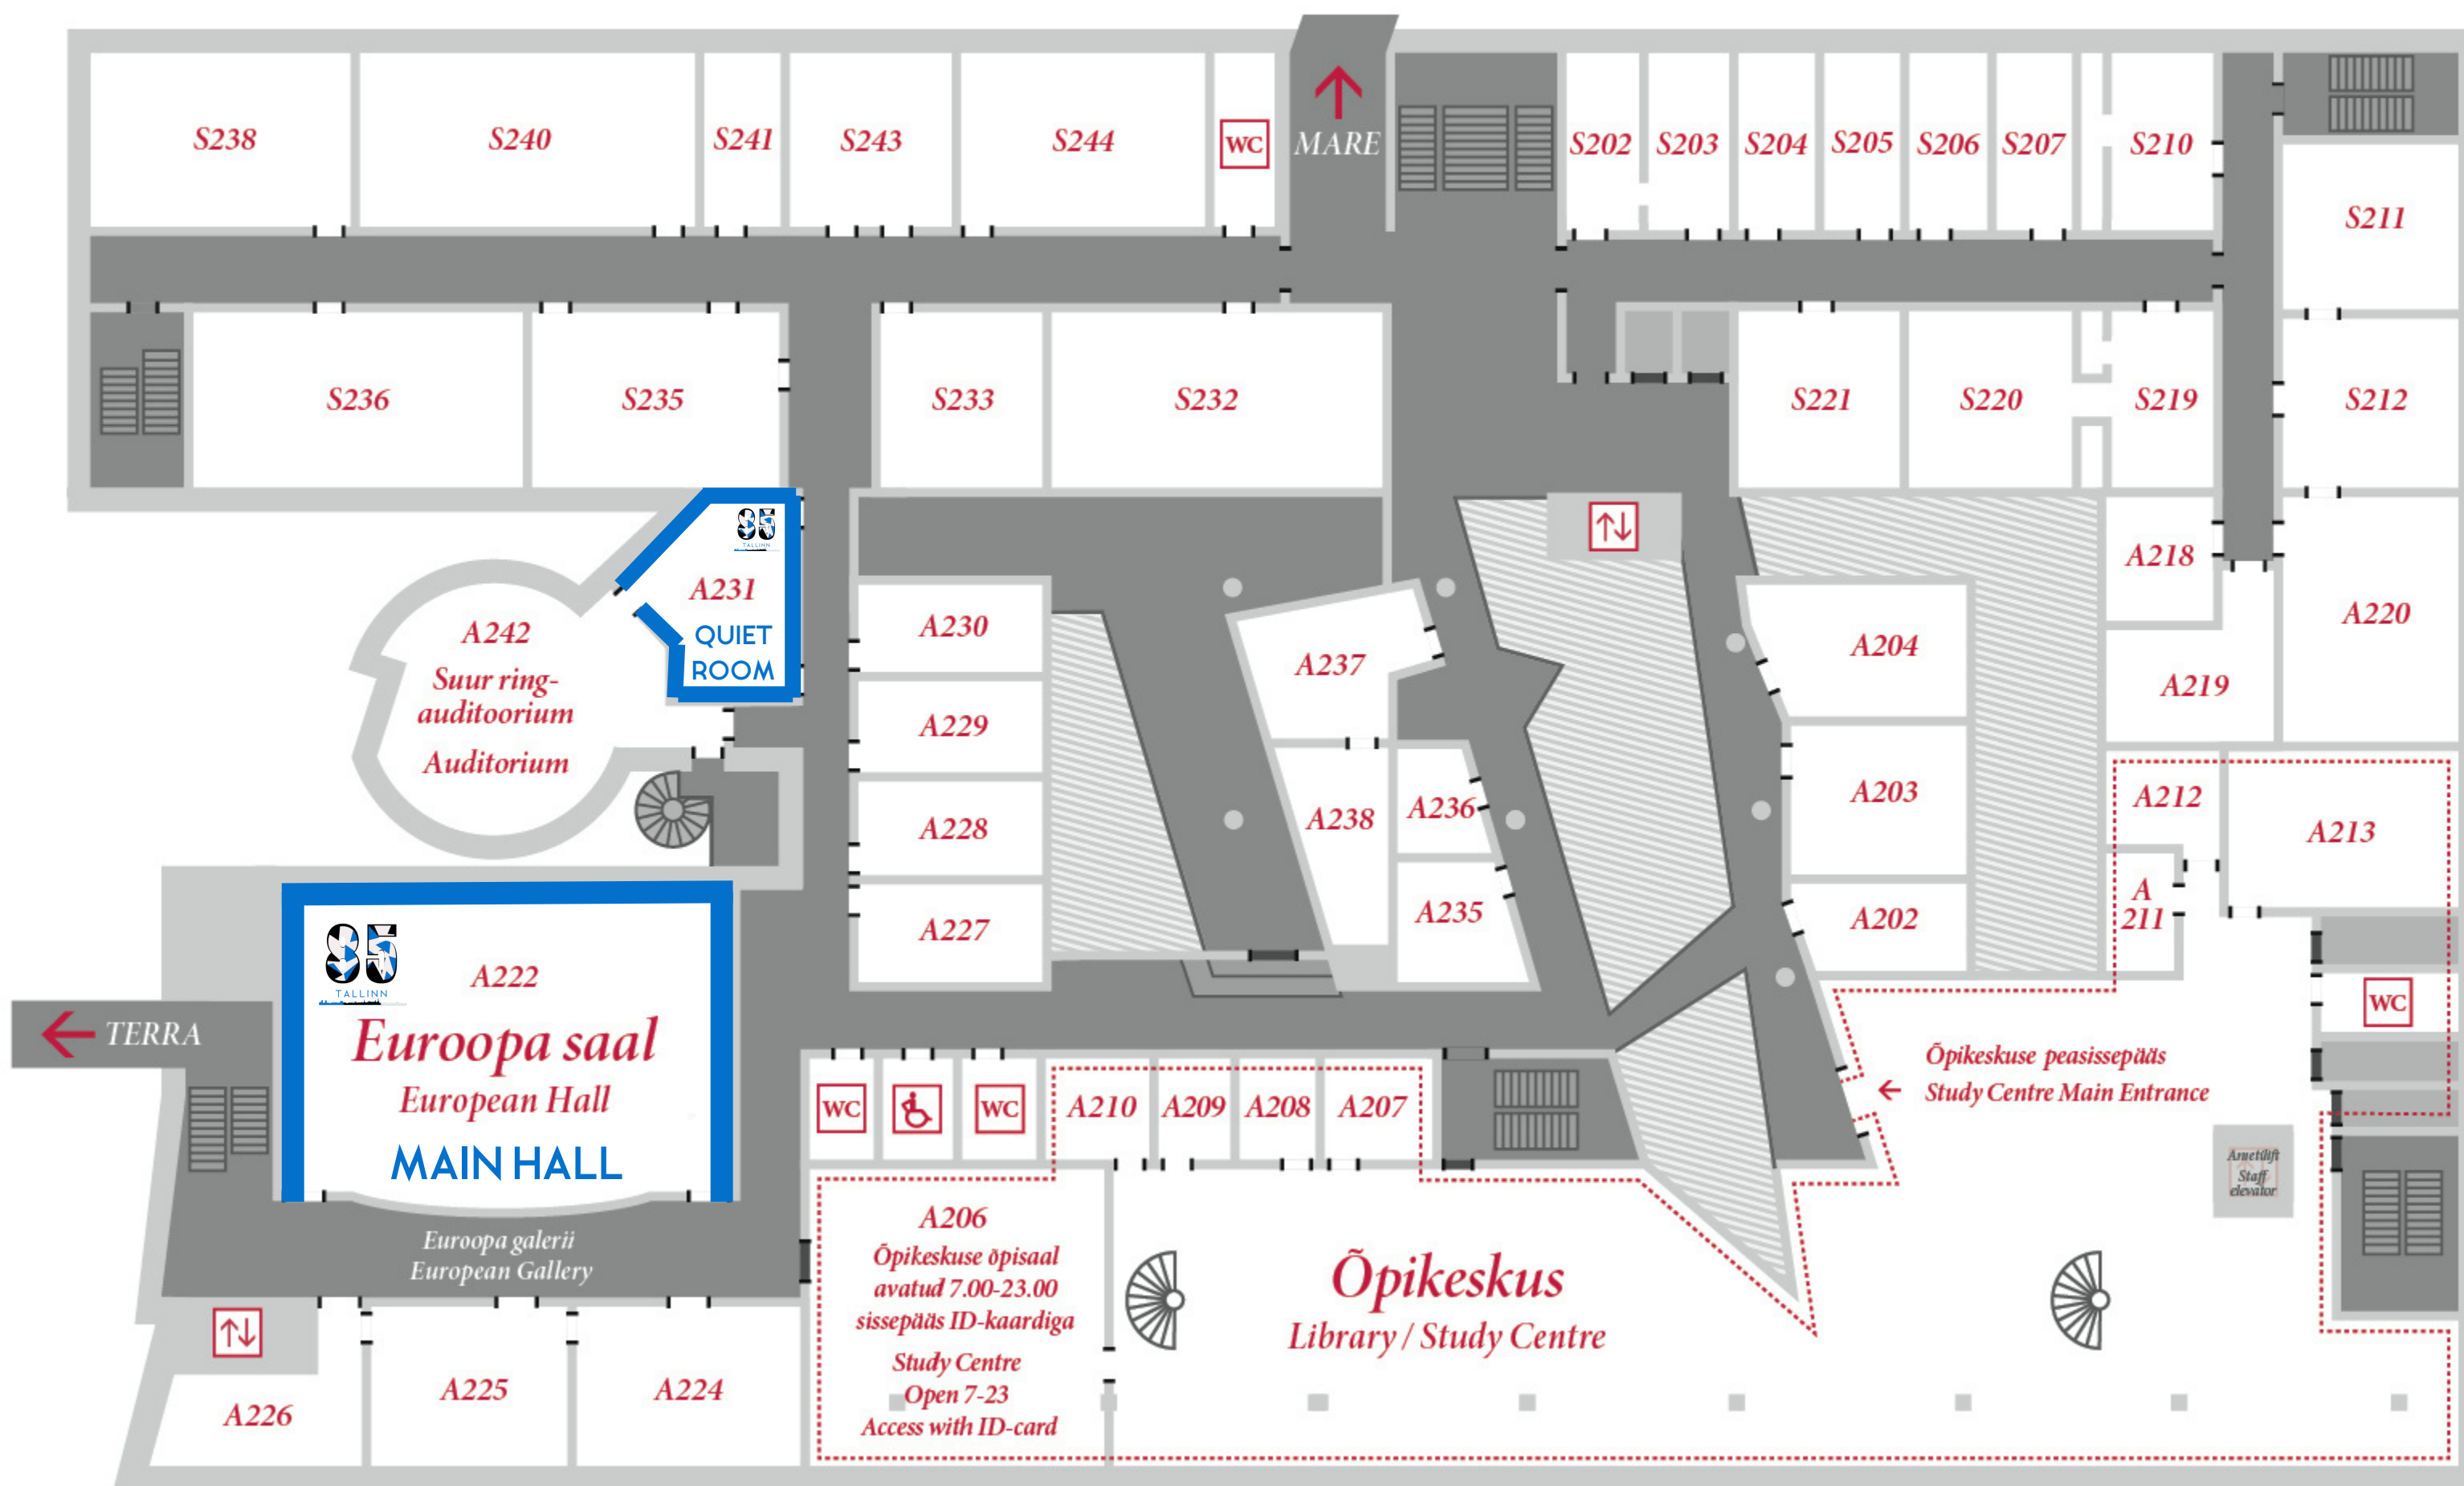 MARE
S238
S240
S241
S243
S244
WC
S202
S203
S204
S205
S206
S207
S210
S211
S236
S235
S233
S232
S221
S220
S219
S212
85
TALLINN
A231
QUIET
ROOM
A242
Suur ring-
auditoorium
Auditorium
A230
A229
A228
A227
A237
A238
A236
A235
A204
A203
A202
A218
A219
A220
A212
A213
A
211
WC
85
TALLINN
A222
Euroopa saal
European Hall
MAIN HALL
TERRA
Euroopa galerii
European Gallery
WC
WC
A210
A209
A208
A207
Õpikeskuse peasissepääs
Study Centre Main Entrance
Ametilift
Staff
elevator
A206
Õpikeskuse õpisaal
avatud 7.00-23.00
sissepääs ID-kaardiga
Study Centre
Open 7-23
Access with ID-card
Õpikeskus
Library / Study Centre
A226
A225
A224